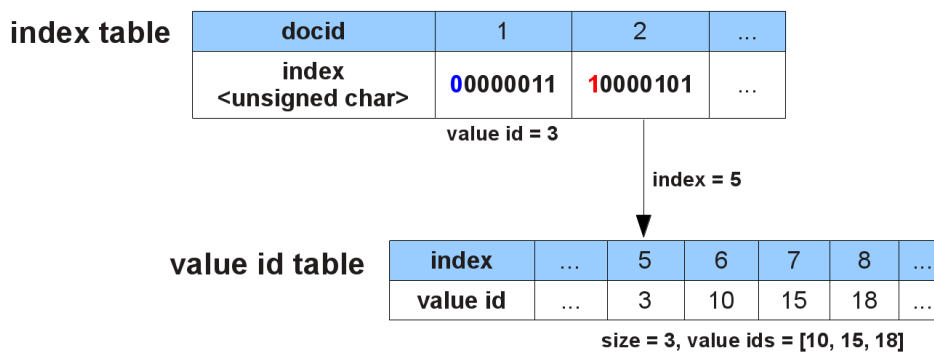 index table
docid 1 2 ...
index
<unsigned char> 00000011 10000101 ...
value id = 3
index = 5
value id table
index ... 5 6 7 8 ...
value id ... 3 10 15 18 ...
size = 3, value ids = [10, 15, 18]